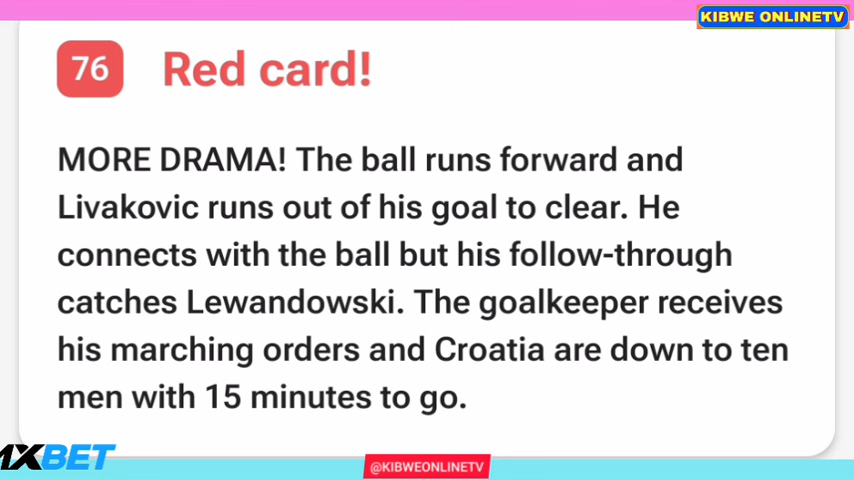 KIBWE ONLINETV
76 Red card!
MORE DRAMA! The ball runs forward and
Livakovic runs out of his goal to clear. He
connects with the ball but his follow-through
catches Lewandowski. The goalkeeper receives
his marching orders and Croatia are down to ten
men with 15 minutes to go.
1XBET
@KIBWEONLINETV